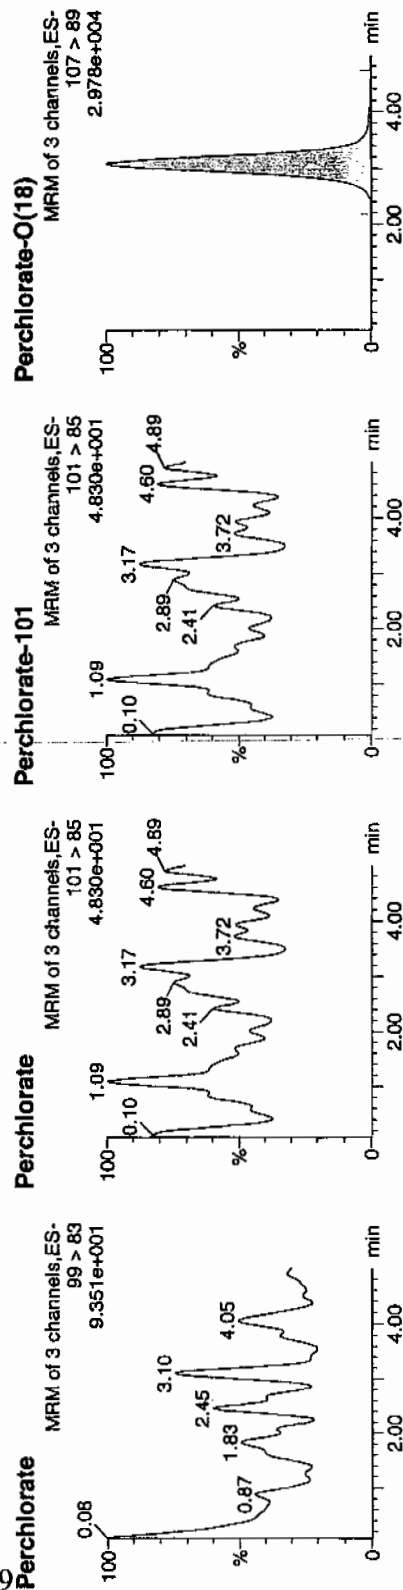 9
Perchlorate
MRM of 3 channels,ES-
99 > 83
9.351e+001
100
0.06
3.10
2.45
4.05
1.83
0.87
%
0
2.00
4.00
min
Perchlorate
MRM of 3 channels,ES-
101 > 85
4.830e+001
100
1.09
0.10
3.17
4.60
4.89
2.89
2.41
3.72
%
0
2.00
4.00
min
Perchlorate-101
MRM of 3 channels,ES-
101 > 85
4.830e+001
100
1.09
0.10
3.17
4.60
4.89
2.89
2.41
3.72
%
0
2.00
4.00
min
Perchlorate-O(18)
MRM of 3 channels,ES-
107 > 89
2.978e+004
100
%
0
2.00
4.00
min